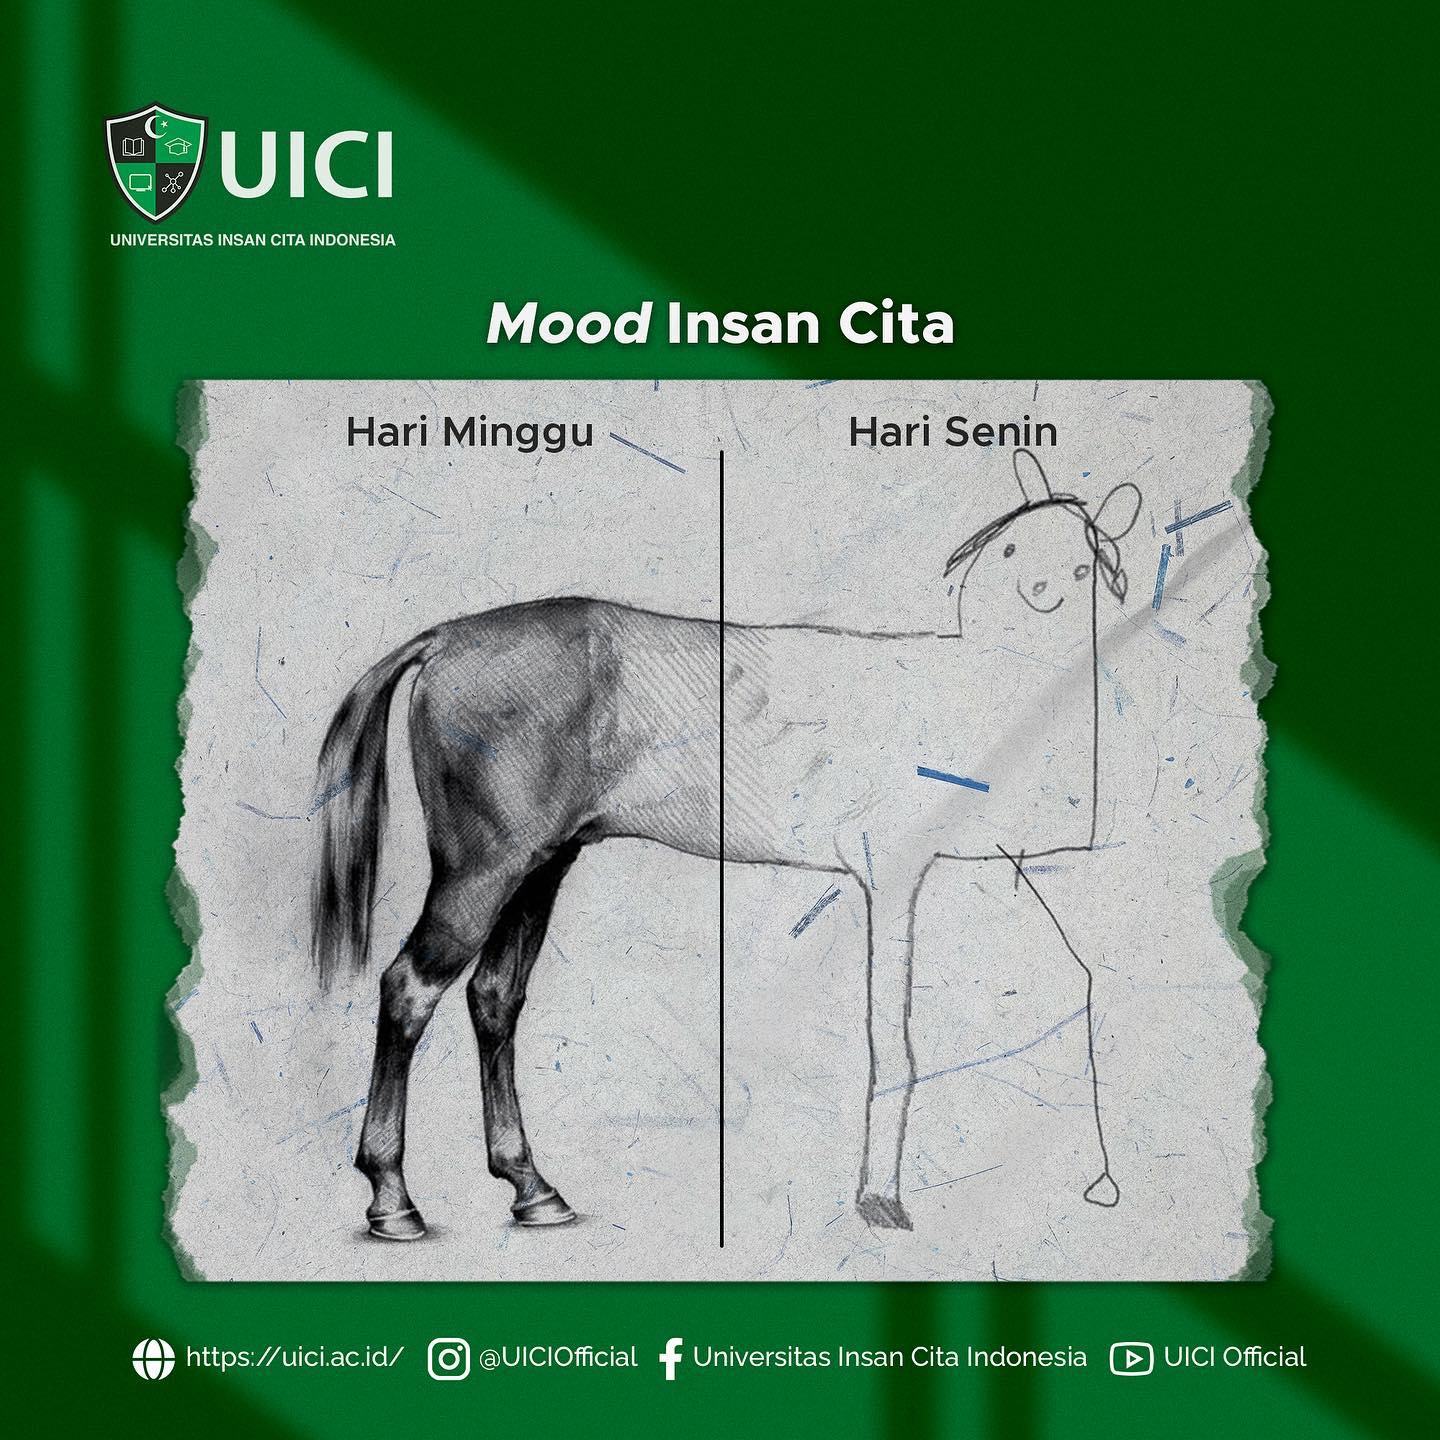 UICI
UNIVERSITAS INSAN CITA INDONESIA
Mood Insan Cita
Hari Minggu
Hari Senin
https://uici.ac.id/
@UICIOfficial
Universitas Insan Cita Indonesia
UICI Official